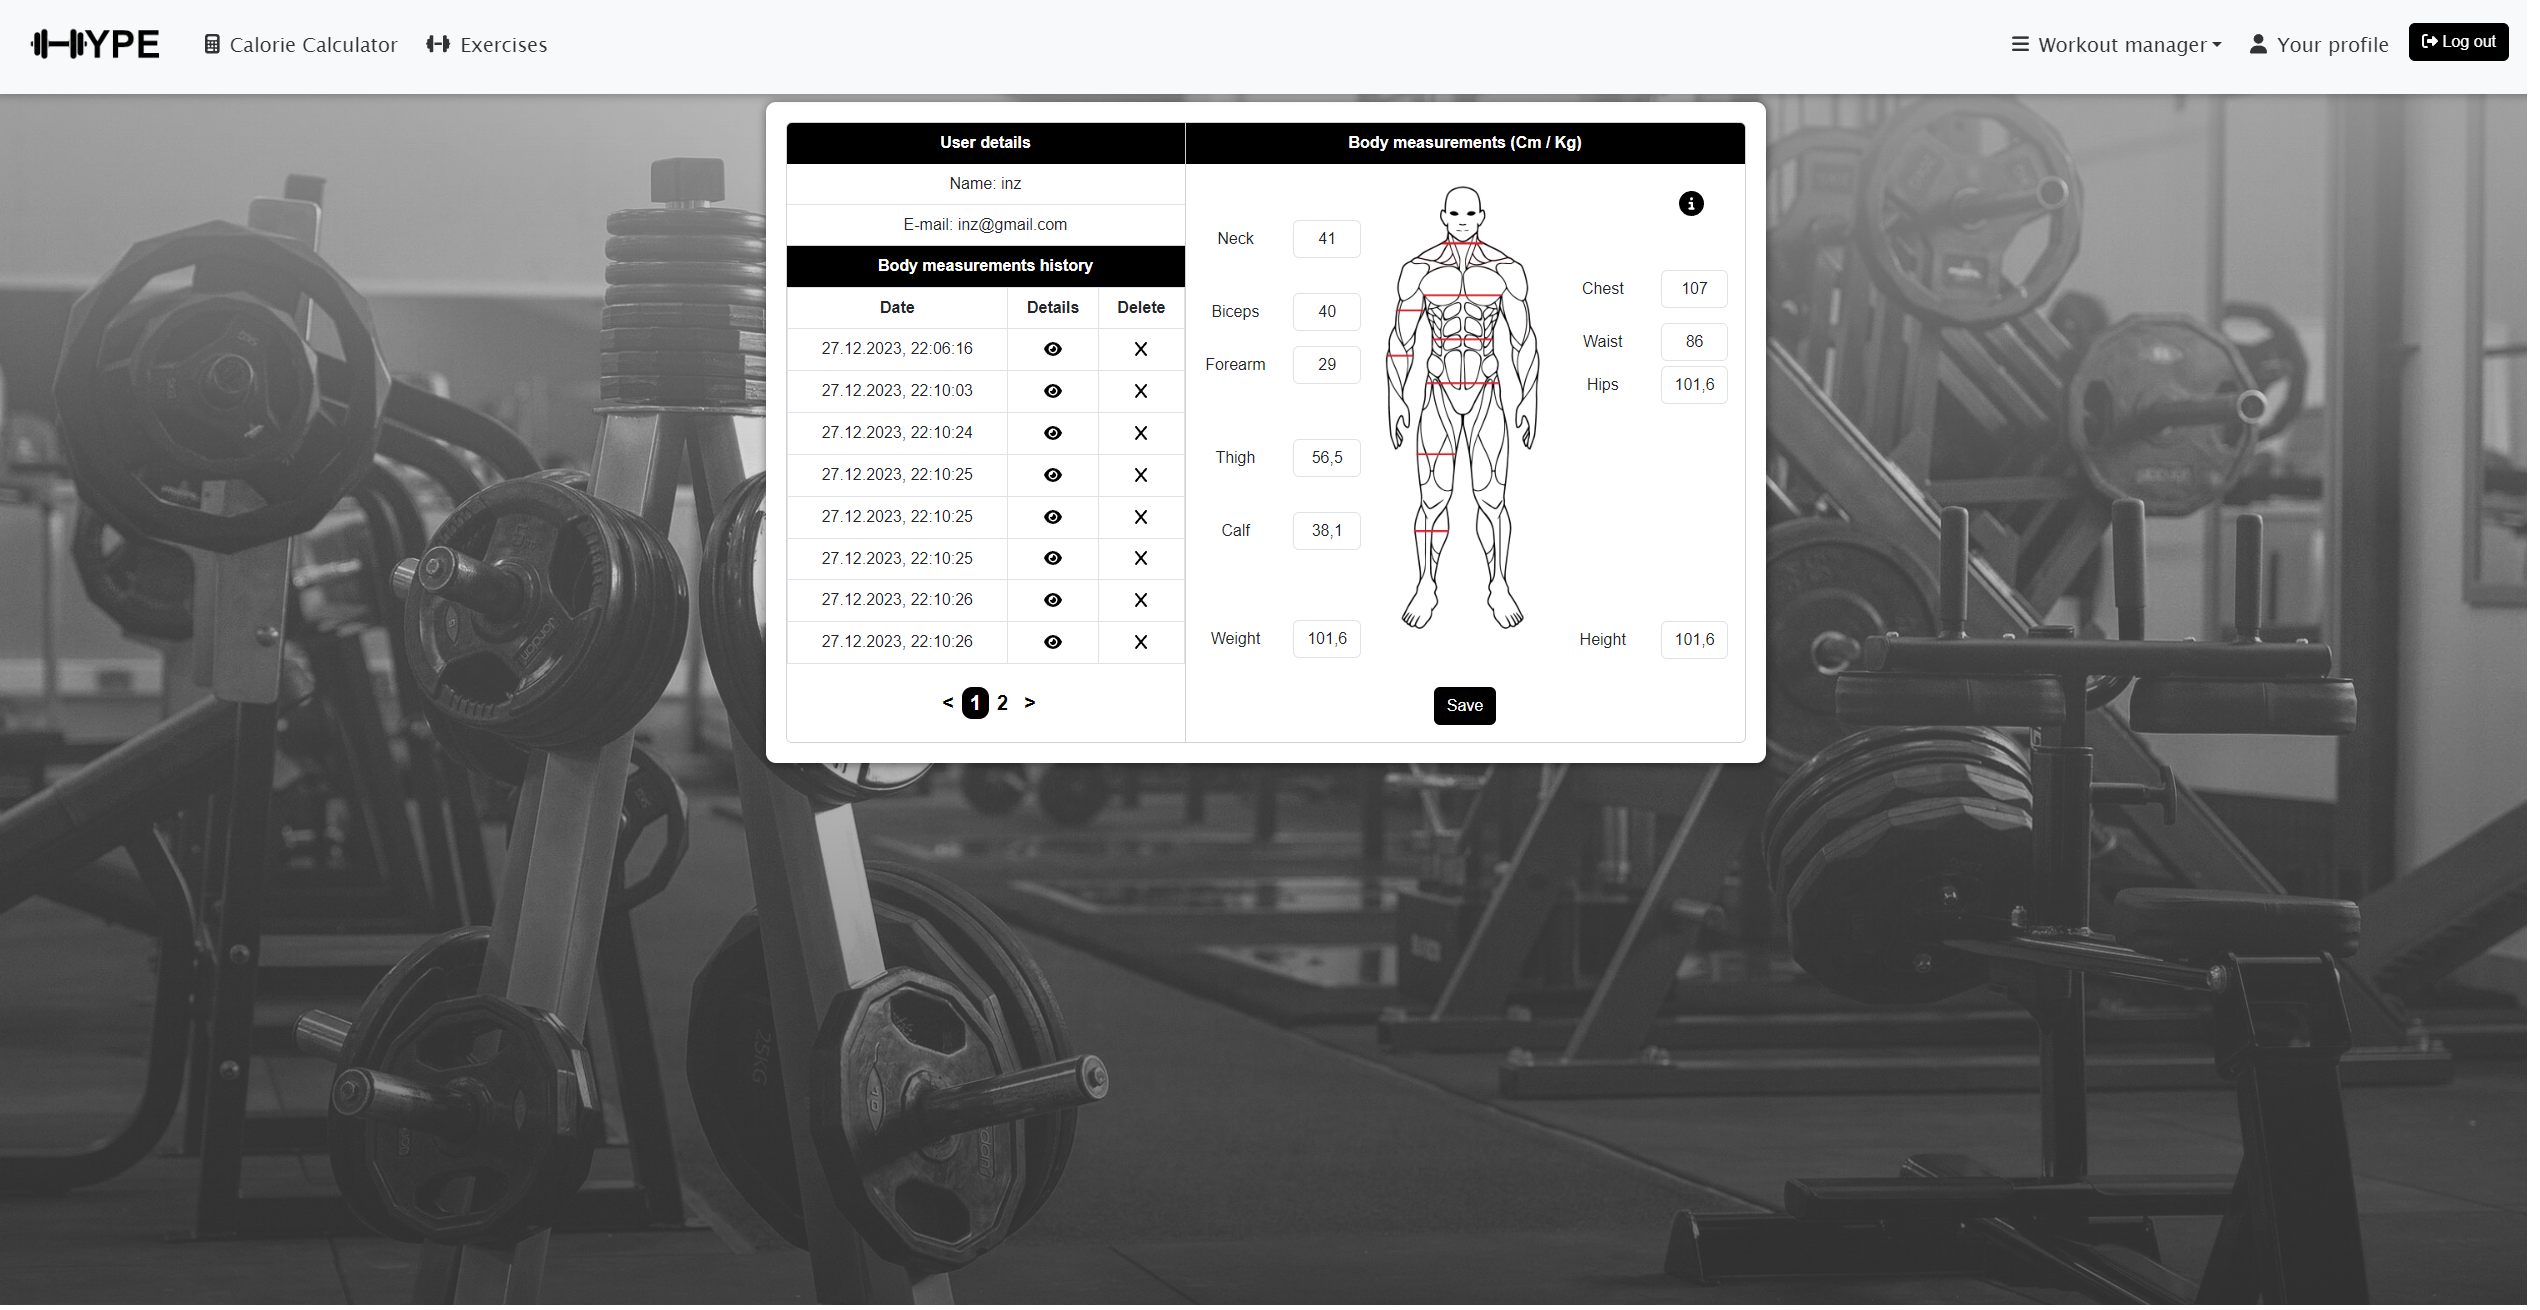 HYPE
Calorie Calculator
Exercises
Workout manager
Your profile
Log out
User details
Name: inz
E-mail: inz@gmail.com
Body measurements history
Date Details Delete
27.12.2023, 22:06:16 X
27.12.2023, 22:10:03 X
27.12.2023, 22:10:24 X
27.12.2023, 22:10:25 X
27.12.2023, 22:10:25 X
27.12.2023, 22:10:25 X
27.12.2023, 22:10:26 X
27.12.2023, 22:10:26 X
< 1 2 >
Body measurements (Cm / Kg)
i
Neck 41
Biceps 40
Forearm 29
Thigh 56,5
Calf 38,1
Weight 101,6
Chest 107
Waist 86
Hips 101,6
Height 101,6
Save
25KG
10
Jordan